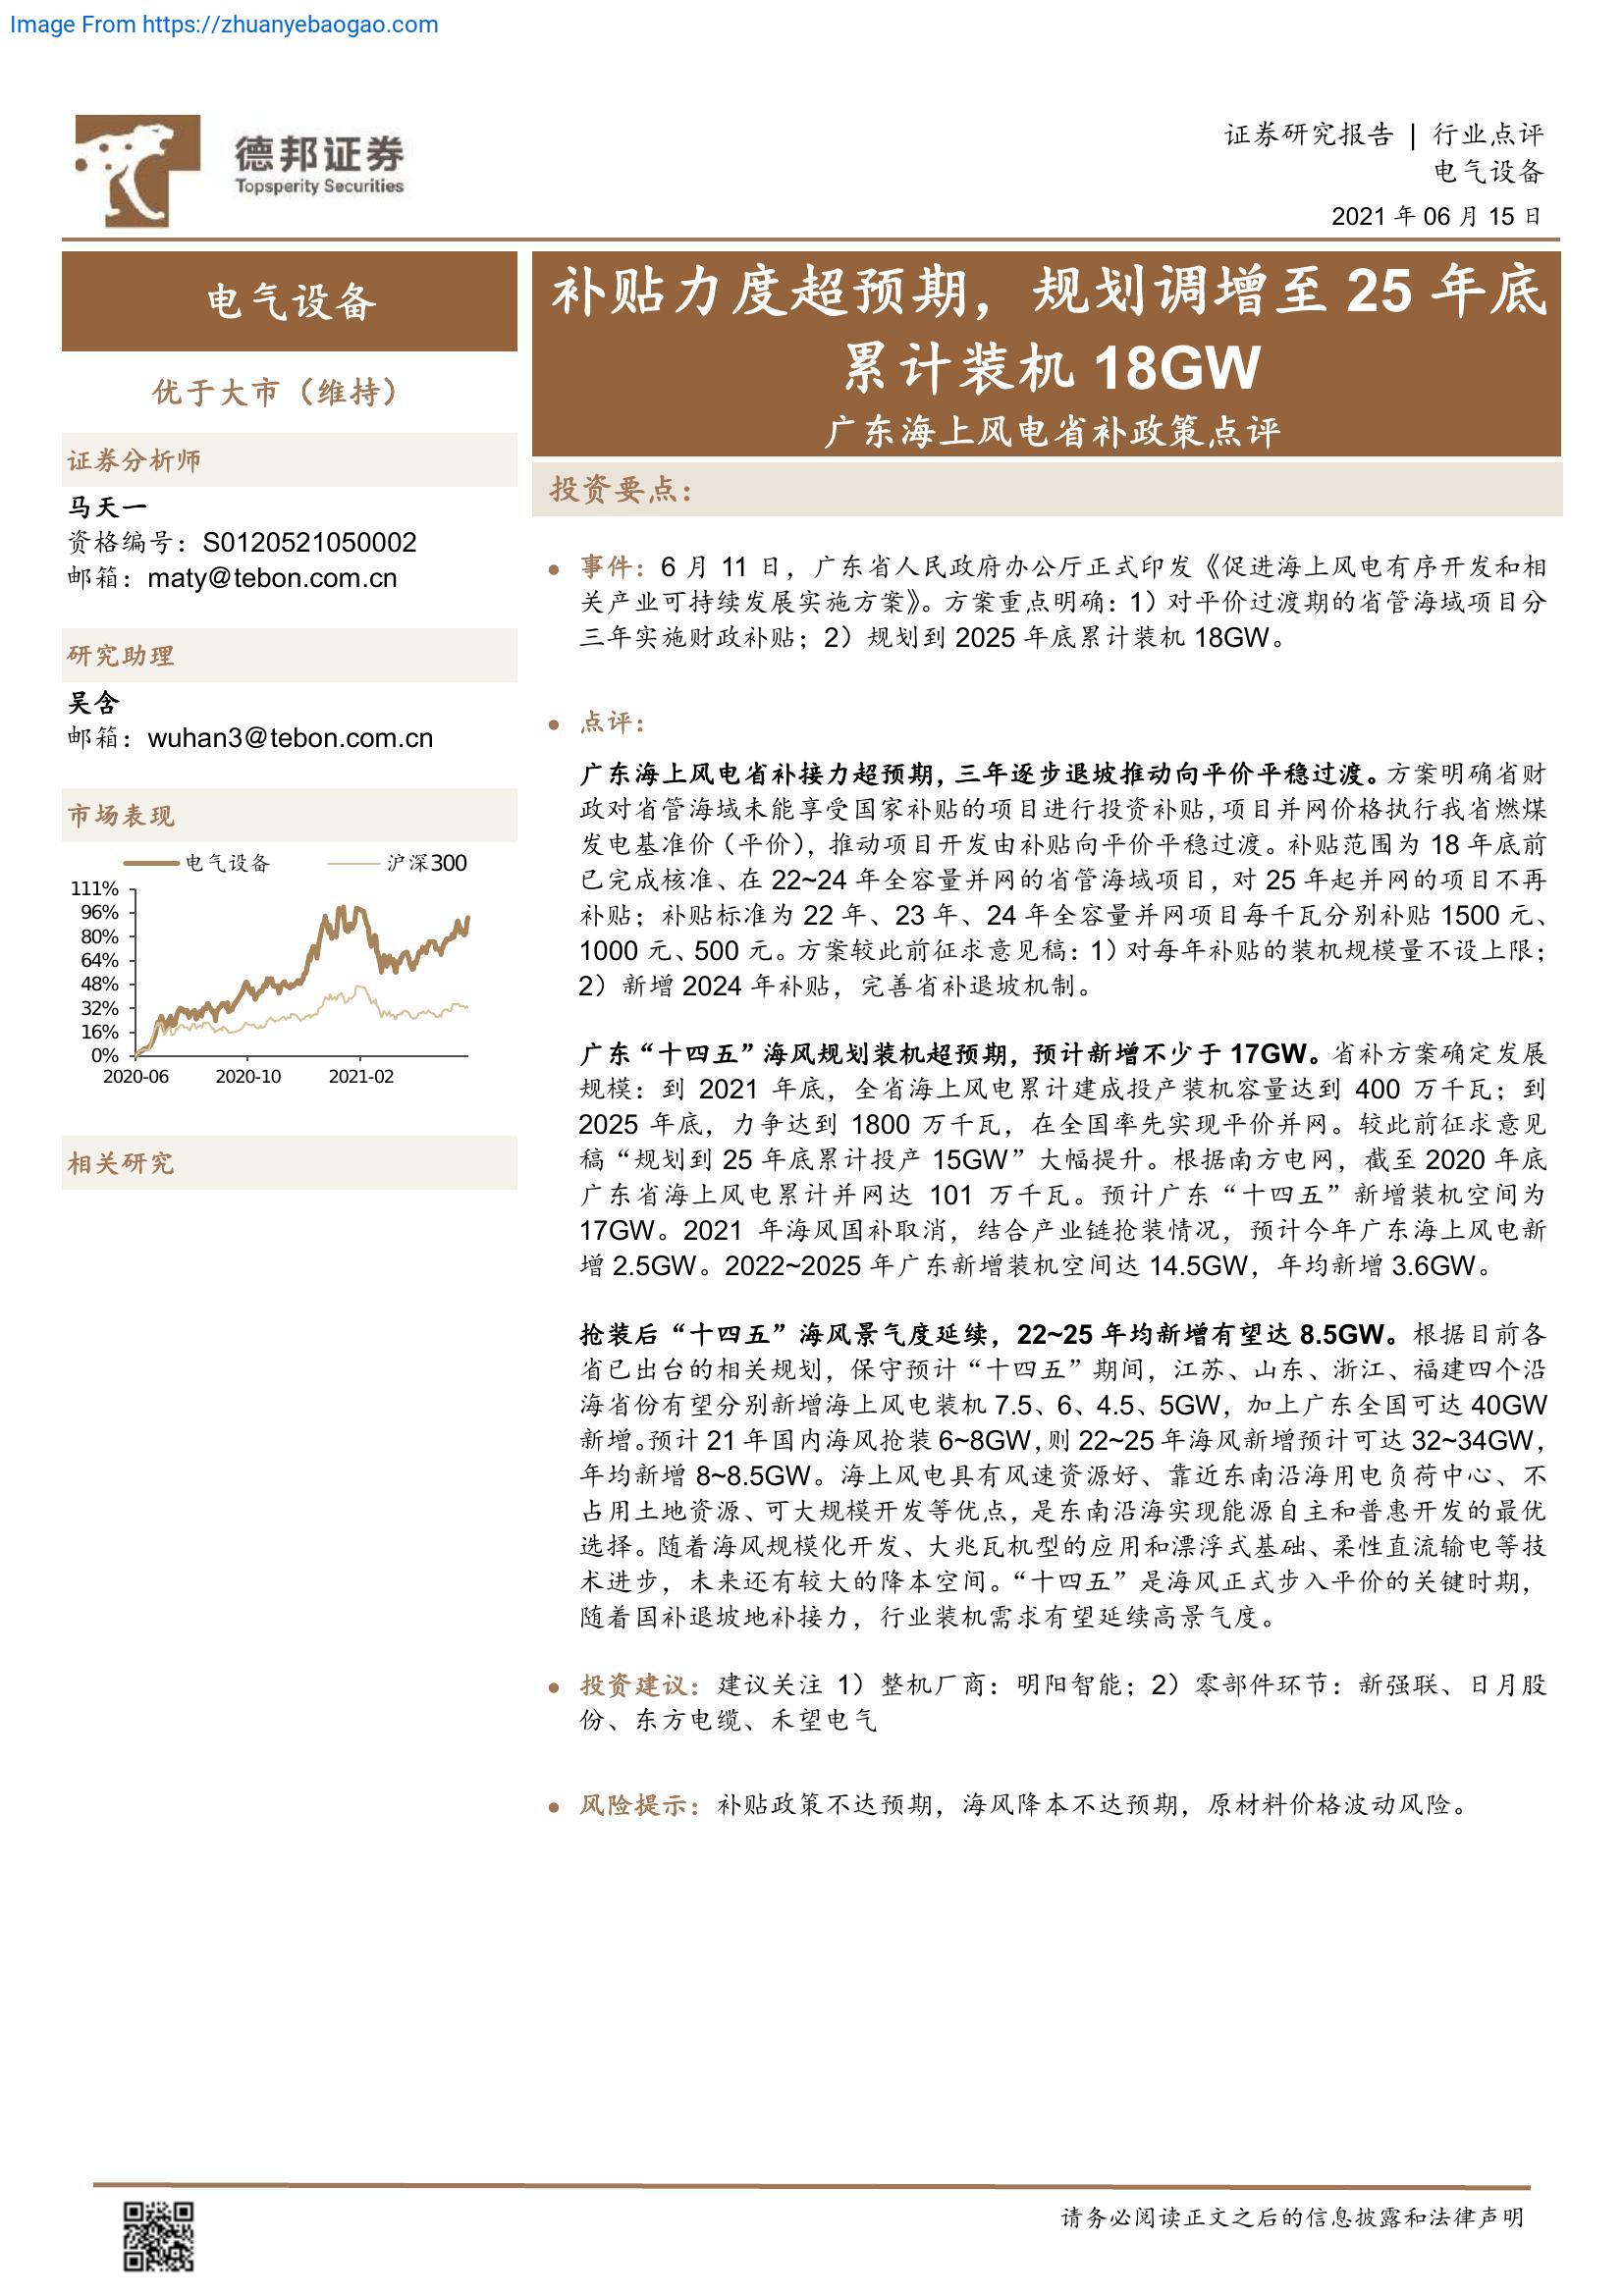 Image From https://zhuanyebaogao.com
德邦证券
Topsperity Securities
证券研究报告 | 行业点评
电气设备
2021 年 06 月 15 日
电气设备
优于大市（维持）
证券分析师
马天一
资格编号：S0120521050002
邮箱：maty@tebon.com.cn
研究助理
吴含
邮箱：wuhan3@tebon.com.cn
市场表现
电气设备 沪深300
111%
96%
80%
64%
48%
32%
16%
0%
2020-06 2020-10 2021-02
相关研究
补贴力度超预期，规划调增至 25 年底
累计装机 18GW
广东海上风电省补政策点评
投资要点：
● 事件：6 月 11 日，广东省人民政府办公厅正式印发《促进海上风电有序开发和相
关产业可持续发展实施方案》。方案重点明确：1）对平价过渡期的省管海域项目分
三年实施财政补贴；2）规划到 2025 年底累计装机 18GW。
● 点评：
广东海上风电省补接力超预期，三年逐步退坡推动向平价平稳过渡。方案明确省财
政对省管海域未能享受国家补贴的项目进行投资补贴，项目并网价格执行我省燃煤
发电基准价（平价），推动项目开发由补贴向平价平稳过渡。补贴范围为 18 年底前
已完成核准、在 22~24 年全容量并网的省管海域项目，对 25 年起并网的项目不再
补贴；补贴标准为 22 年、23 年、24 年全容量并网项目每千瓦分别补贴 1500 元、
1000 元、500 元。方案较此前征求意见稿：1）对每年补贴的装机规模量不设上限；
2）新增 2024 年补贴，完善省补退坡机制。
广东“十四五”海风规划装机超预期，预计新增不少于 17GW。省补方案确定发展
规模：到 2021 年底，全省海上风电累计建成投产装机容量达到 400 万千瓦；到
2025 年底，力争达到 1800 万千瓦，在全国率先实现平价并网。较此前征求意见
稿“规划到 25 年底累计投产 15GW”大幅提升。根据南方电网，截至 2020 年底
广东省海上风电累计并网达 101 万千瓦。预计广东“十四五”新增装机空间为
17GW。2021 年海风国补取消，结合产业链抢装情况，预计今年广东海上风电新
增 2.5GW。2022~2025 年广东新增装机空间达 14.5GW，年均新增 3.6GW。
抢装后“十四五”海风景气度延续，22~25 年均新增有望达 8.5GW。根据目前各
省已出台的相关规划，保守预计“十四五”期间，江苏、山东、浙江、福建四个沿
海省份有望分别新增海上风电装机 7.5、6、4.5、5GW，加上广东全国可达 40GW
新增。预计 21 年国内海风抢装 6~8GW，则 22~25 年海风新增预计可达 32~34GW，
年均新增 8~8.5GW。海上风电具有风速资源好、靠近东南沿海用电负荷中心、不
占用土地资源、可大规模开发等优点，是东南沿海实现能源自主和普惠开发的最优
选择。随着海风规模化开发、大兆瓦机型的应用和漂浮式基础、柔性直流输电等技
术进步，未来还有较大的降本空间。“十四五”是海风正式步入平价的关键时期，
随着国补退坡地补接力，行业装机需求有望延续高景气度。
● 投资建议：建议关注 1）整机厂商：明阳智能；2）零部件环节：新强联、日月股
份、东方电缆、禾望电气
● 风险提示：补贴政策不达预期，海风降本不达预期，原材料价格波动风险。
请务必阅读正文之后的信息披露和法律声明